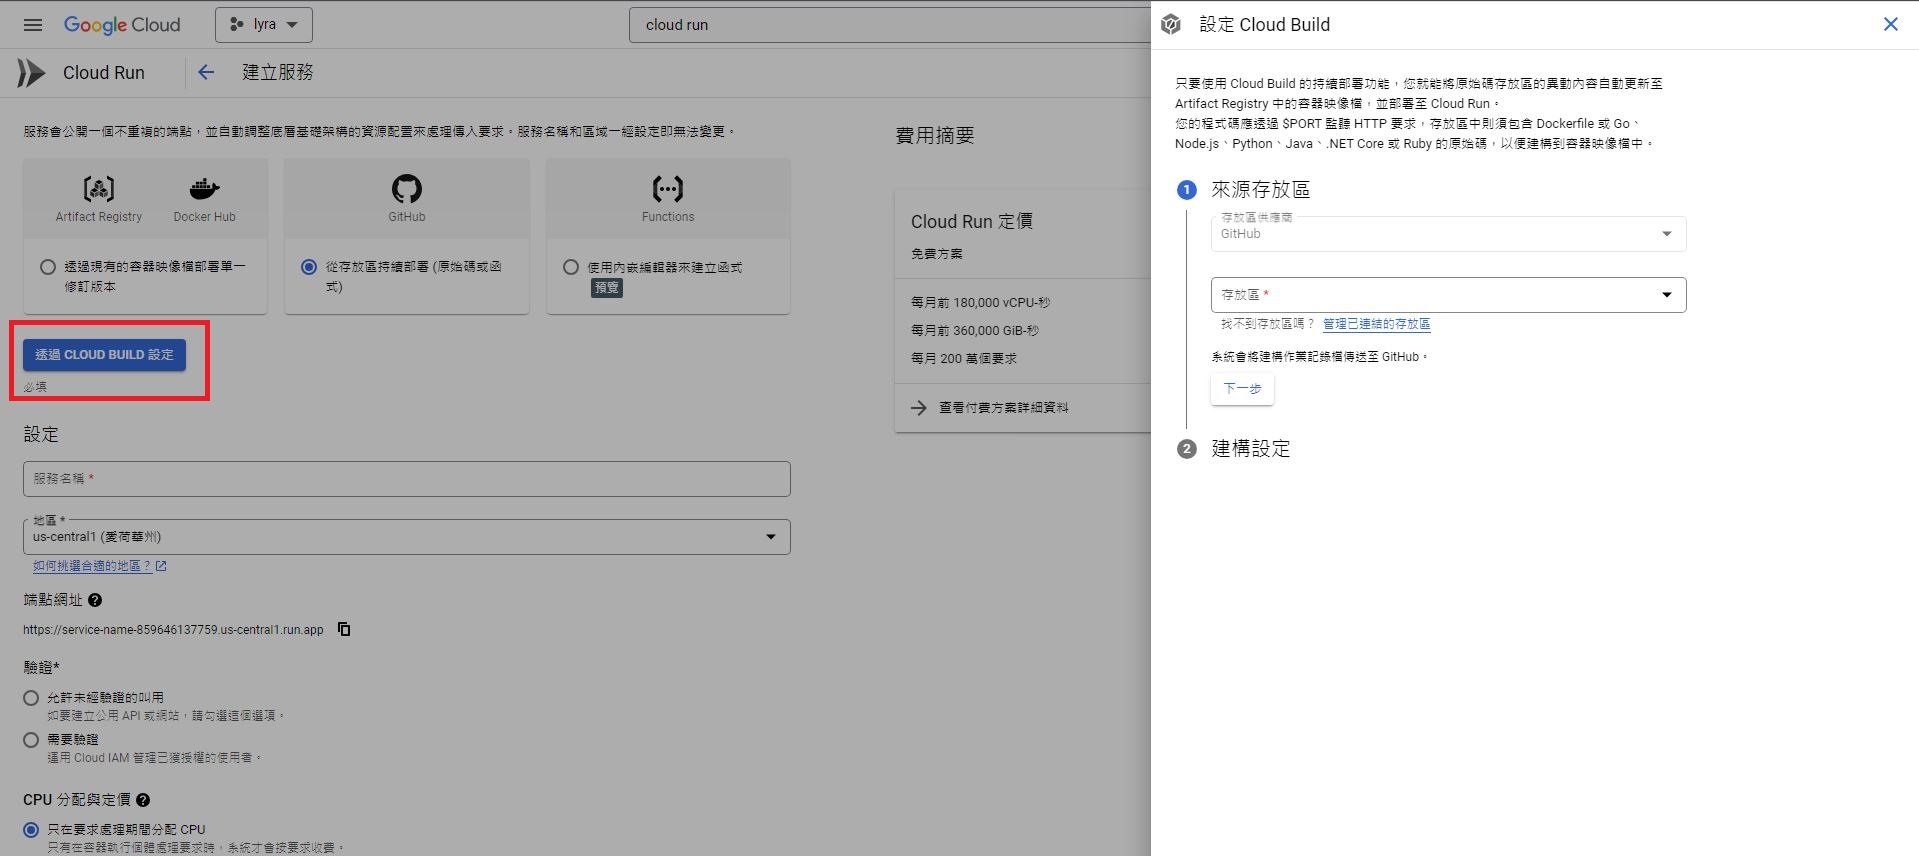 Google Cloud
lyra
cloud run
Cloud Run
建立服務
服務會公開一個不重複的端點，並自動調整底層基礎架構的資源配置來處理傳入要求。服務名稱和區域一經設定即無法變更。
Artifact Registry
Docker Hub
透過現有的容器映像檔部署單一
修訂版本
GitHub
從存放區持續部署 (原始碼或函
式)
Functions
使用內嵌編輯器來建立函式
預覽
透過 CLOUD BUILD 設定
必填
設定
服務名稱 *
地區 *
us-central1 (愛荷華州)
如何挑選合適的地區？
端點網址
https://service-name-859646137759.us-central1.run.app
驗證*
允許未經驗證的叫用
如要建立公用 API 或網站，請勾選這個選項。
需要驗證
運用 Cloud IAM 管理已獲授權的使用者。
CPU 分配與定價
只在要求處理期間分配 CPU
只有在容器執行個體處理要求時，系統才會按要求收費。
費用摘要
Cloud Run 定價
免費方案
每月前 180,000 vCPU-秒
每月前 360,000 GiB-秒
每月 200 萬個要求
查看付費方案詳細資料
設定 Cloud Build
只要使用 Cloud Build 的持續部署功能，您就能將原始碼存放區的異動內容自動更新至
Artifact Registry 中的容器映像檔，並部署至 Cloud Run。
您的程式碼應透過 $PORT 監聽 HTTP 要求，存放區中則須包含 Dockerfile 或 Go、
Node.js、Python、Java、.NET Core 或 Ruby 的原始碼，以便建構到容器映像檔中。
1 來源存放區
存放區供應商
GitHub
存放區 *
找不到存放區嗎？ 管理已連結的存放區
系統會將建構作業記錄檔傳送至 GitHub。
下一步
2 建構設定